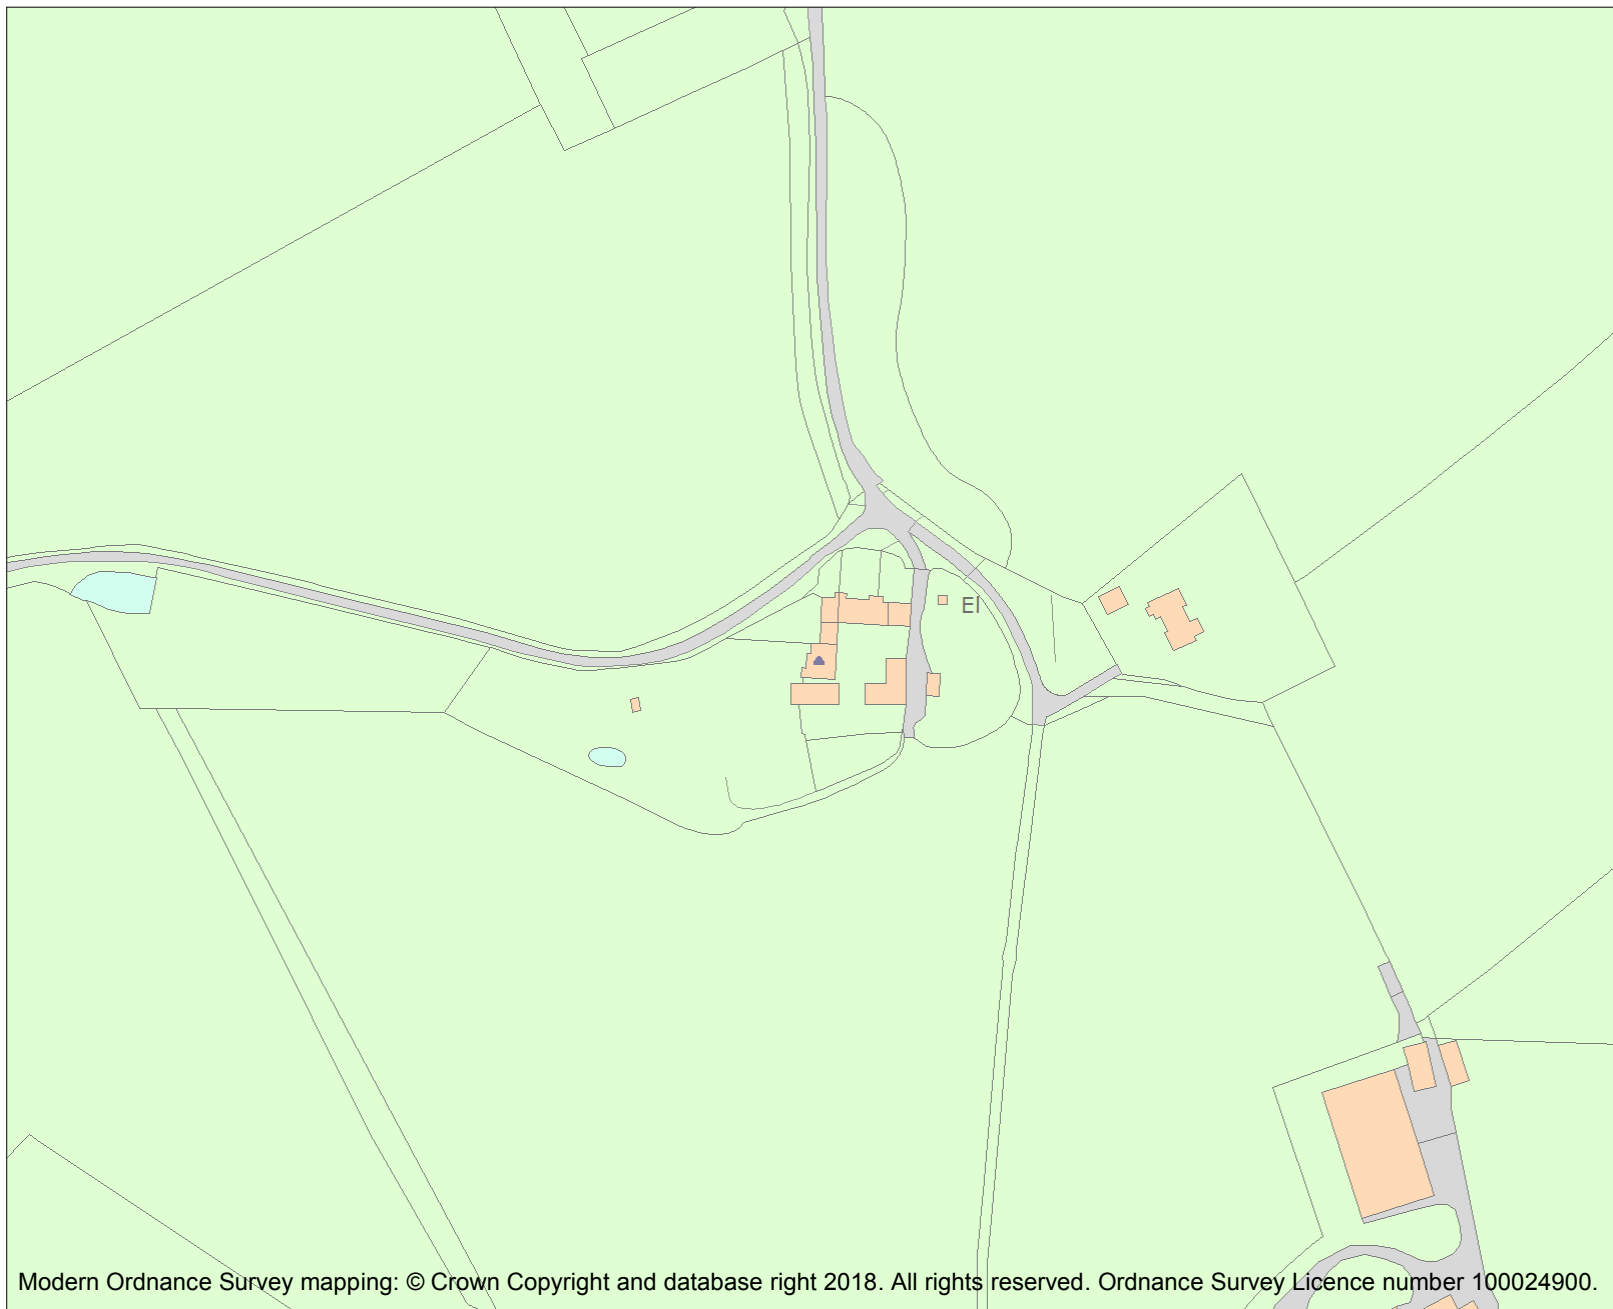 El
Modern Ordnance Survey mapping: © Crown Copyright and database right 2018. All rights reserved. Ordnance Survey Licence number 100024900.